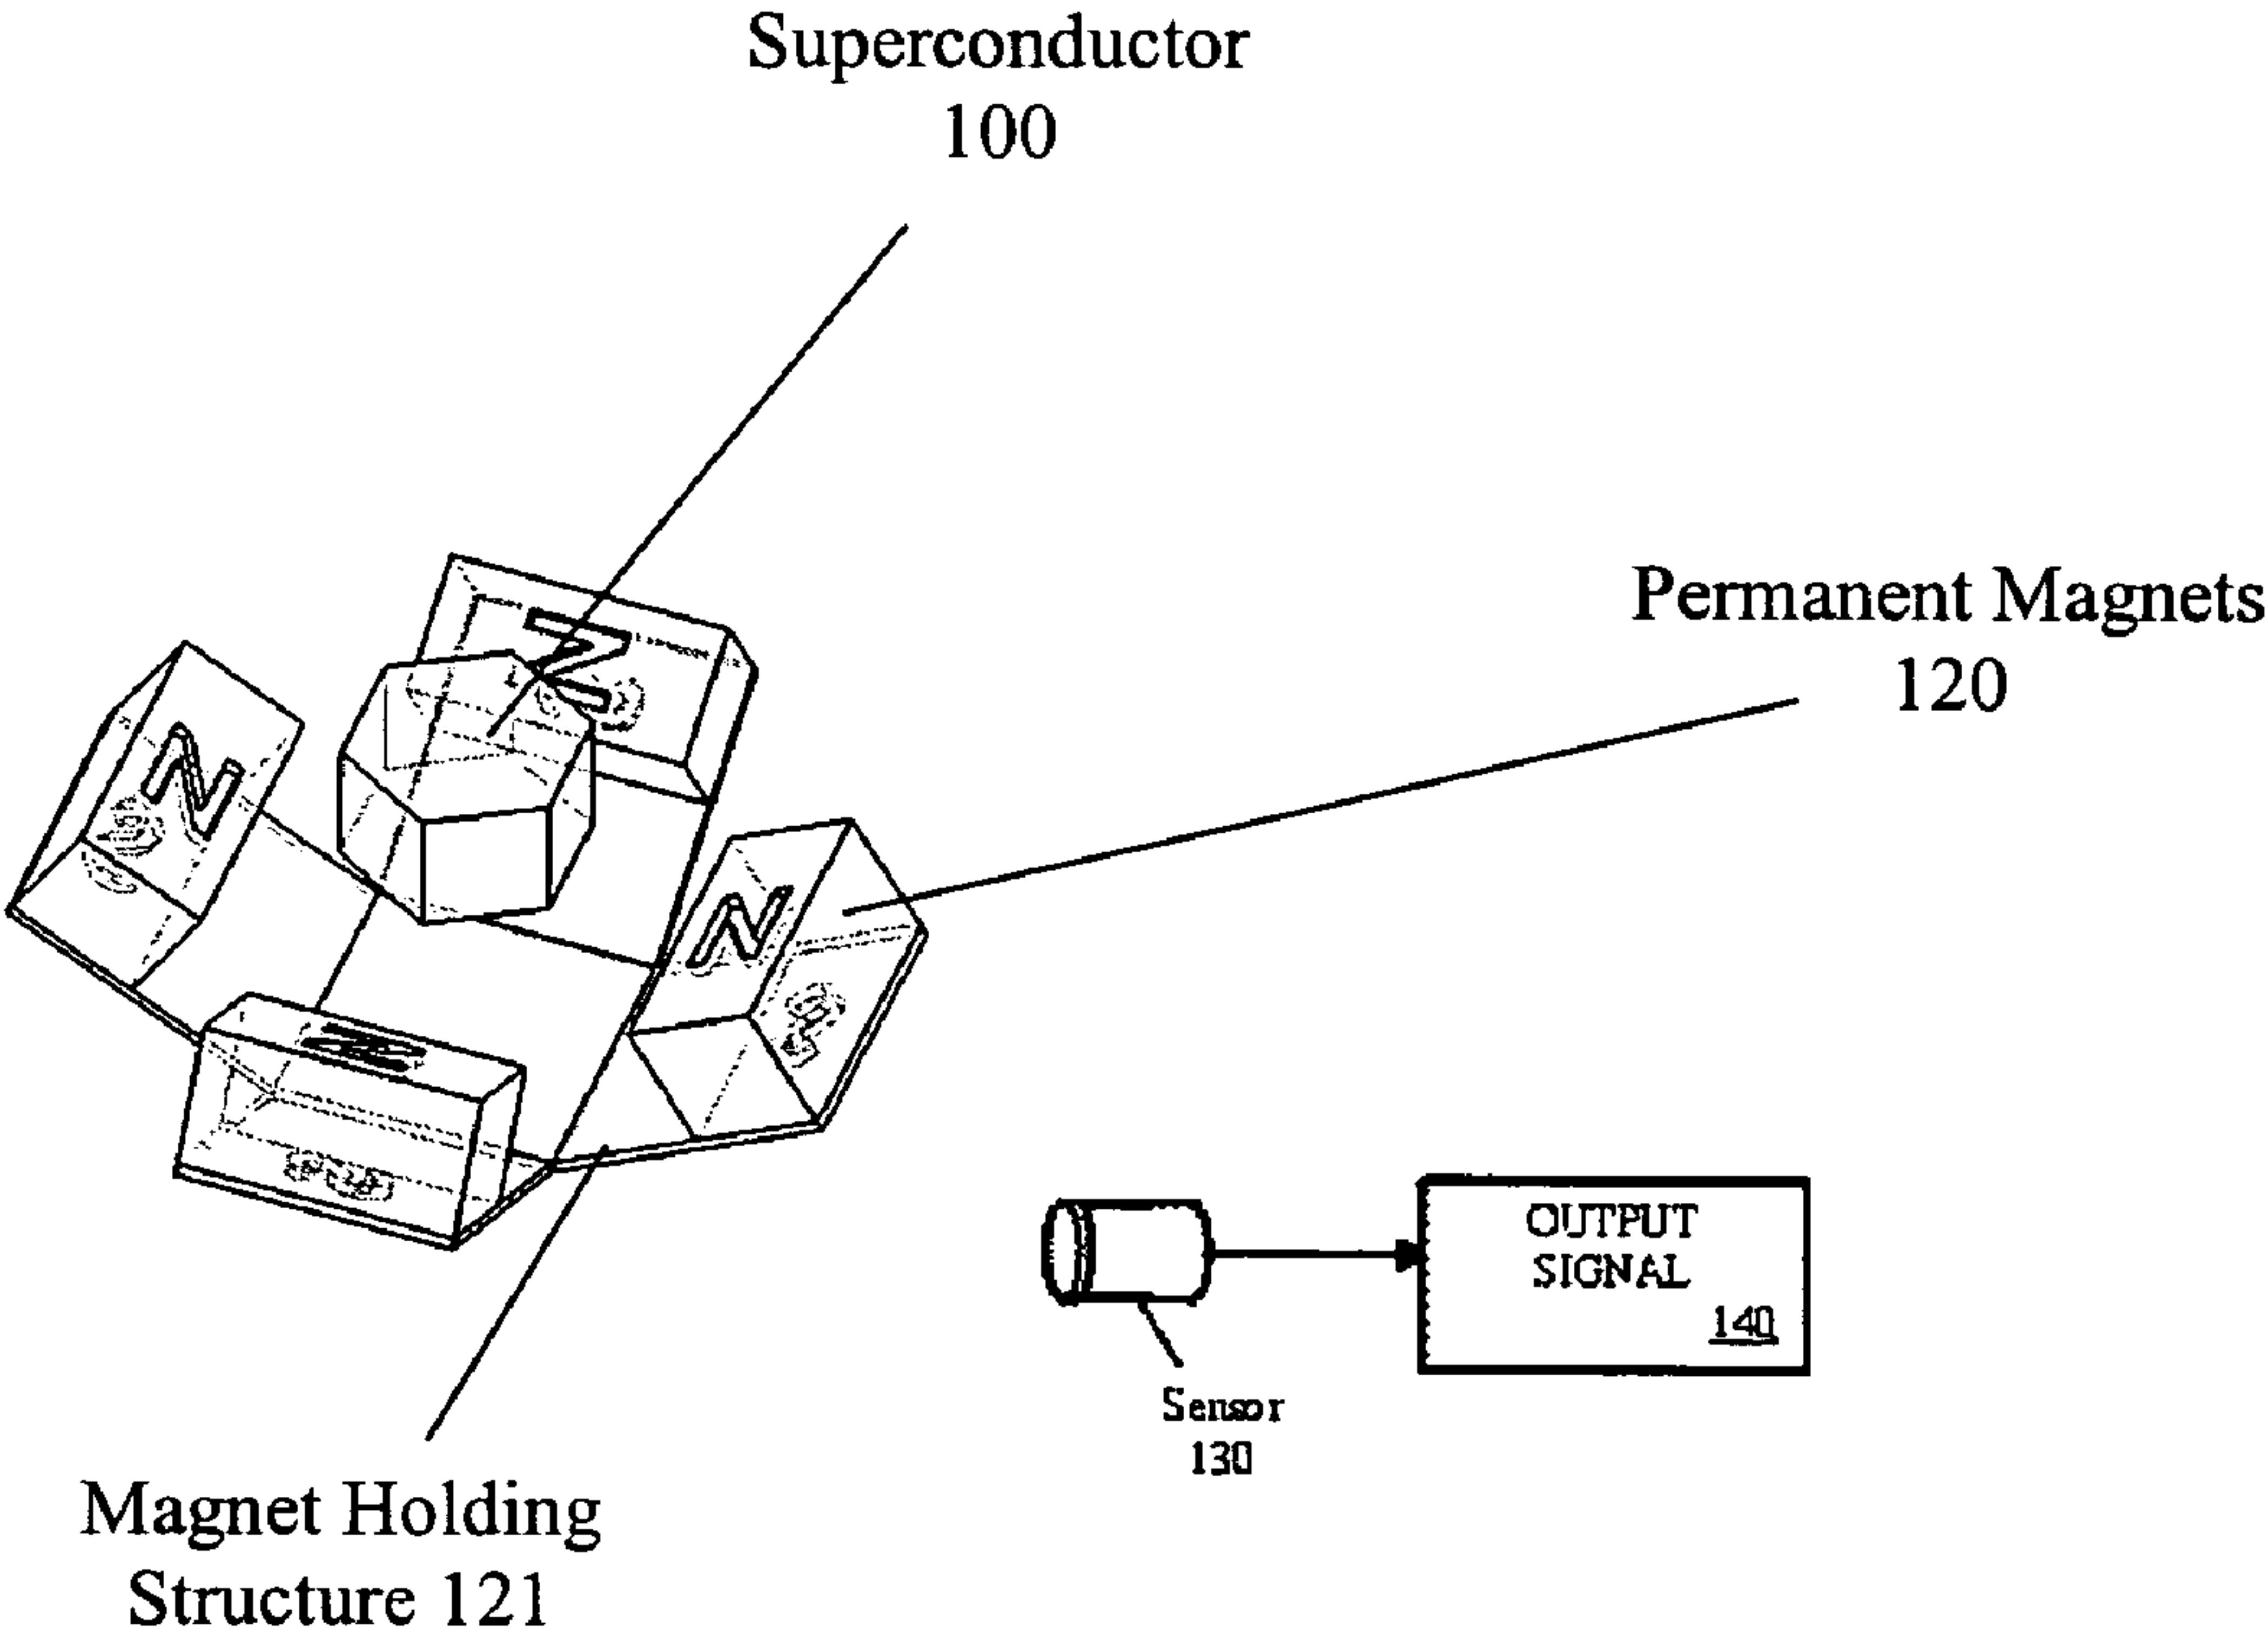 Superconductor
100
Permanent Magnets
120
N
N
N
N
OUTPUT
SIGNAL
140
Sensor
130
Magnet Holding
Structure 121